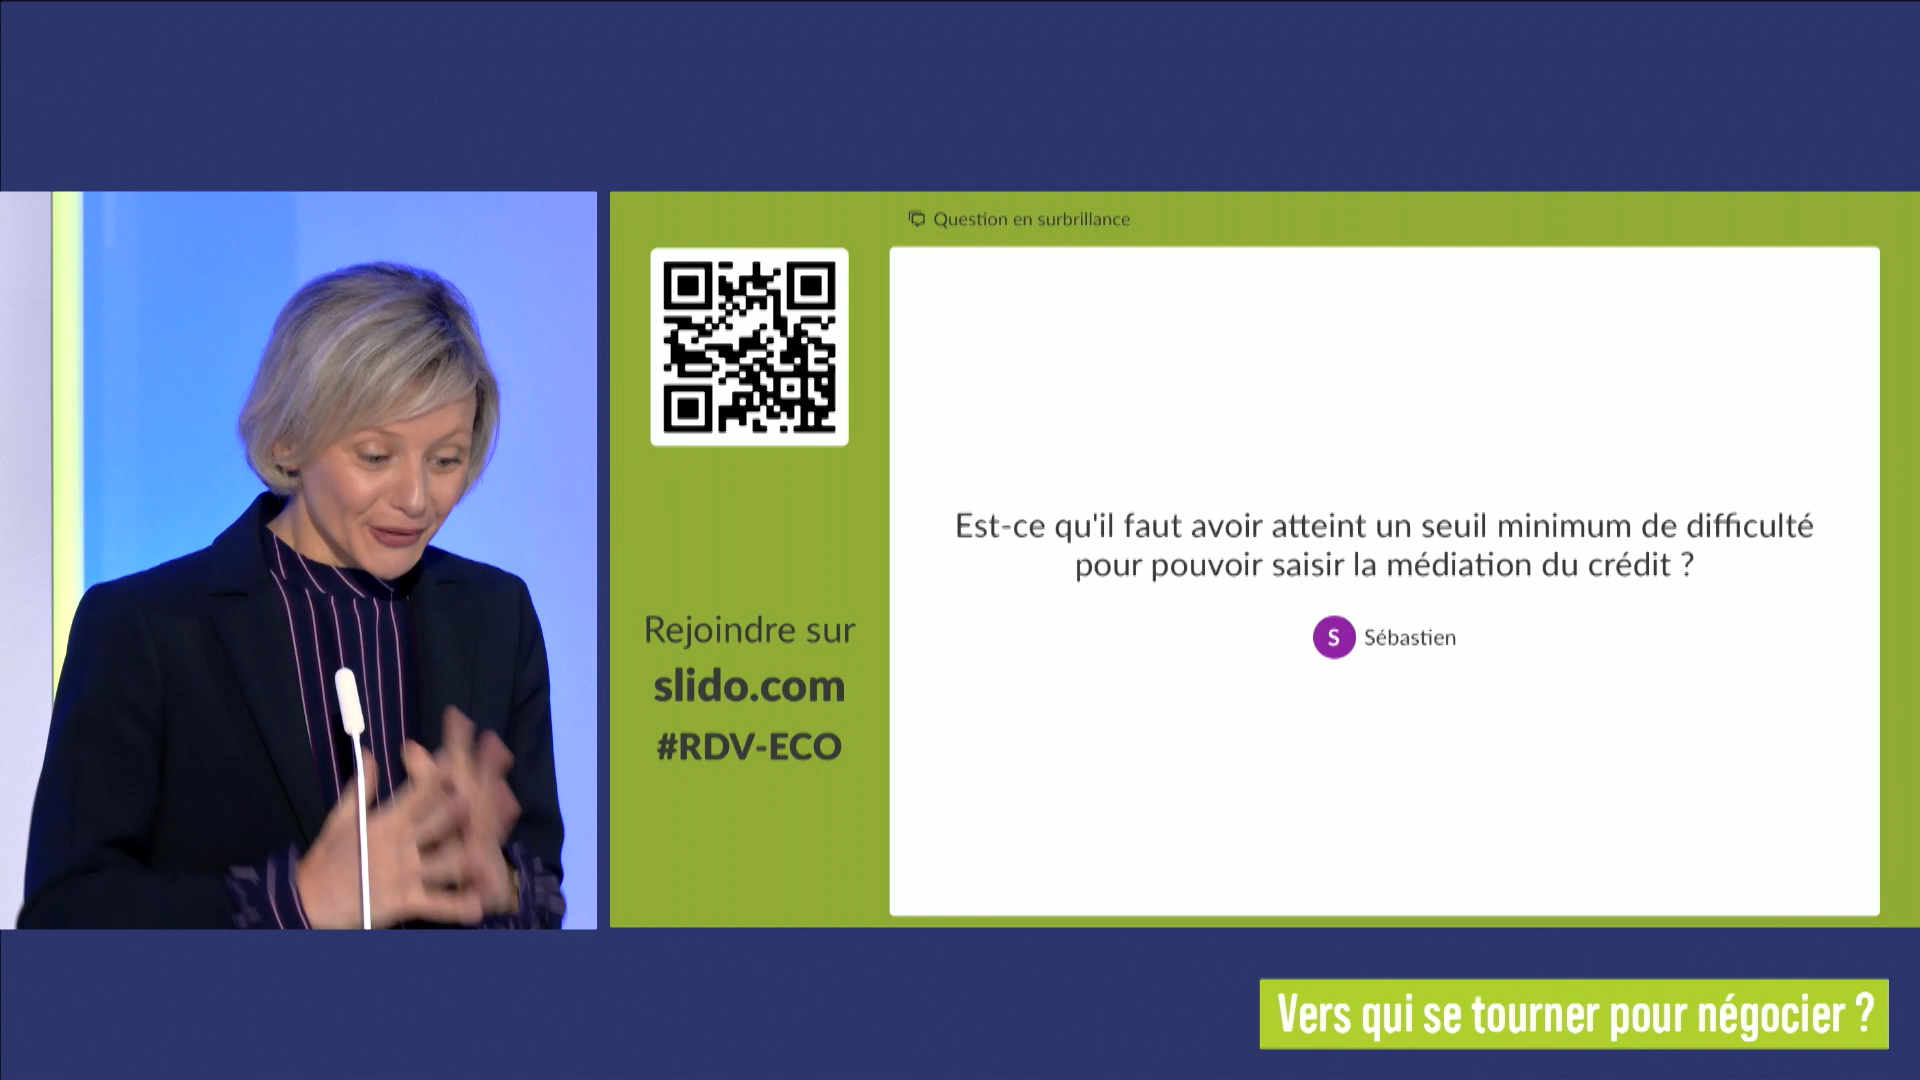 Question en surbrillance
Est-ce qu'il faut avoir atteint un seuil minimum de difficulté
pour pouvoir saisir la médiation du crédit ?
S Sébastien
Rejoindre sur
slido.com
#RDV-ECO
Vers qui se tourner pour négocier ?